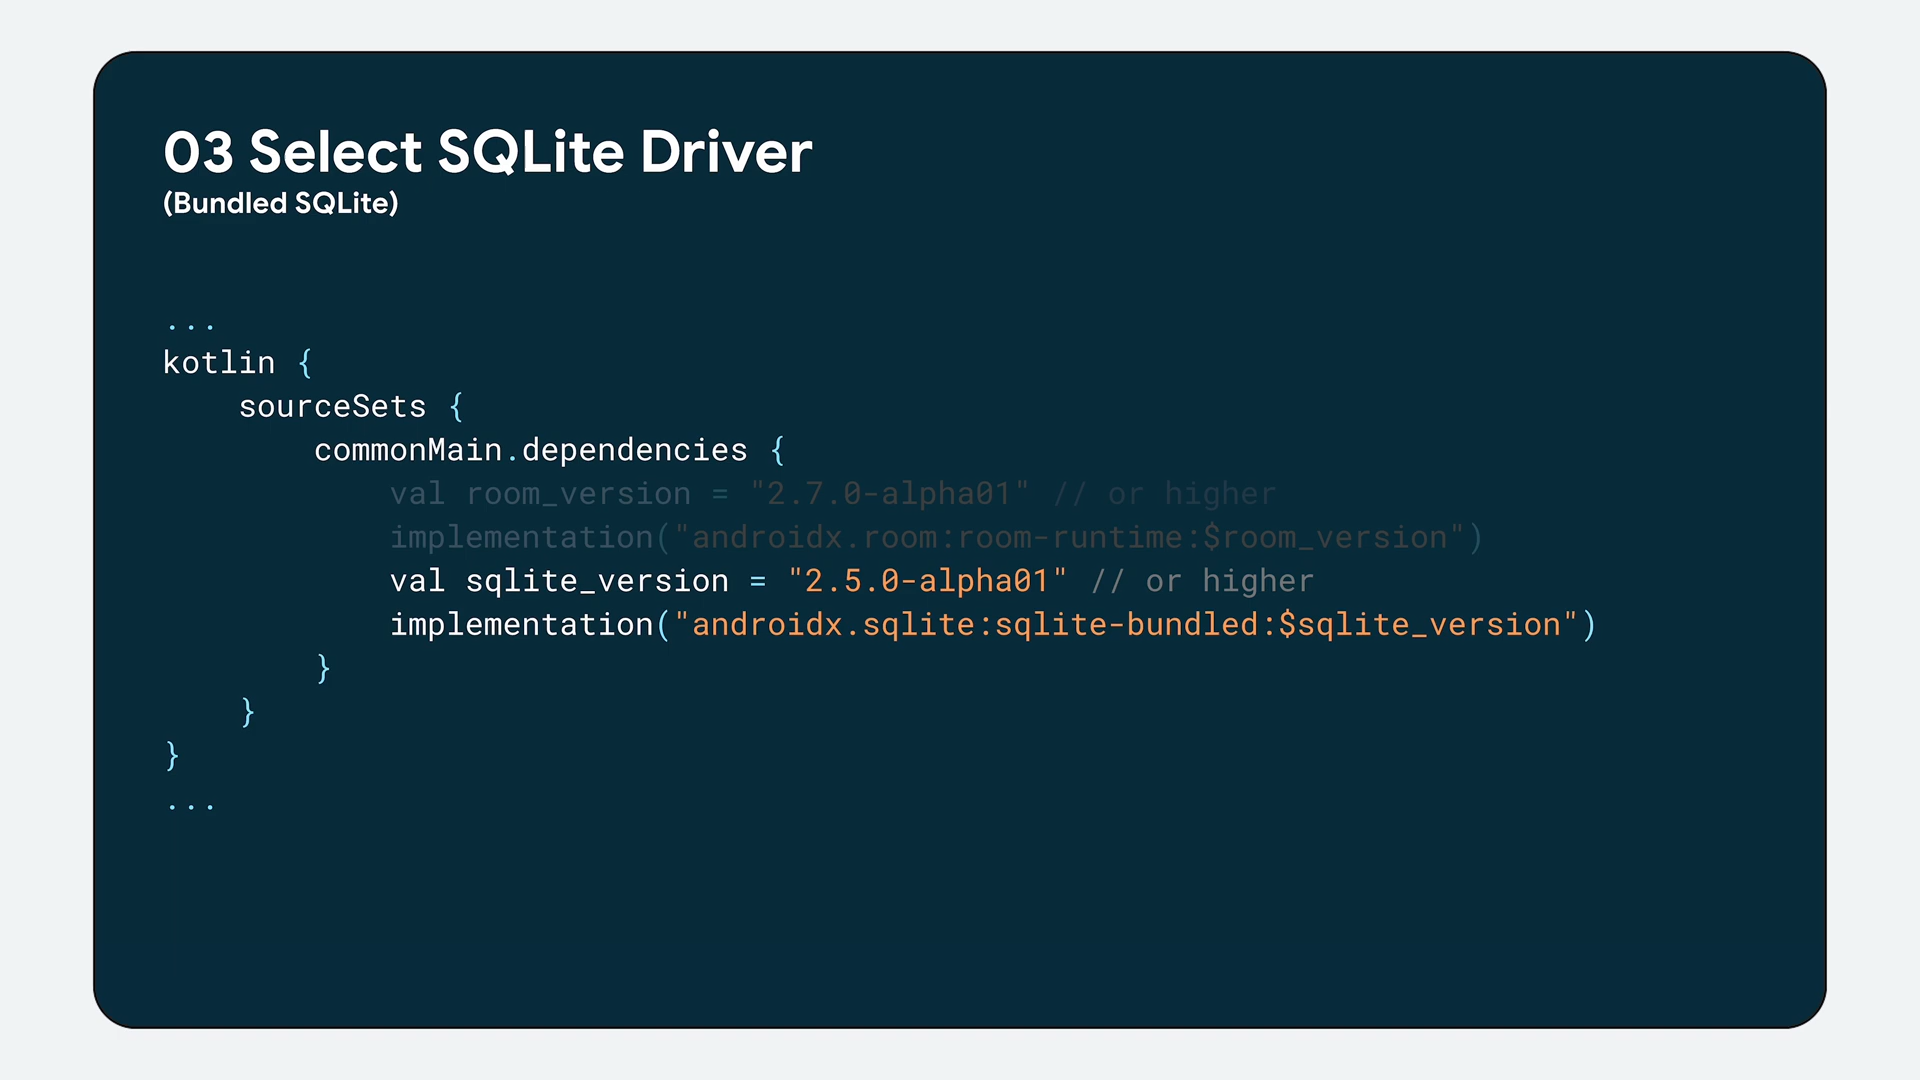 03 Select SQLite Driver
(Bundled SQLite)
...
kotlin {
sourceSets {
commonMain.dependencies {
val room_version = "2.7.0-alpha01" // or higher
implementation("androidx.room:room-runtime:$room_version")
val sqlite_version = "2.5.0-alpha01" // or higher
implementation("androidx.sqlite:sqlite-bundled:$sqlite_version")
}
}
}
...